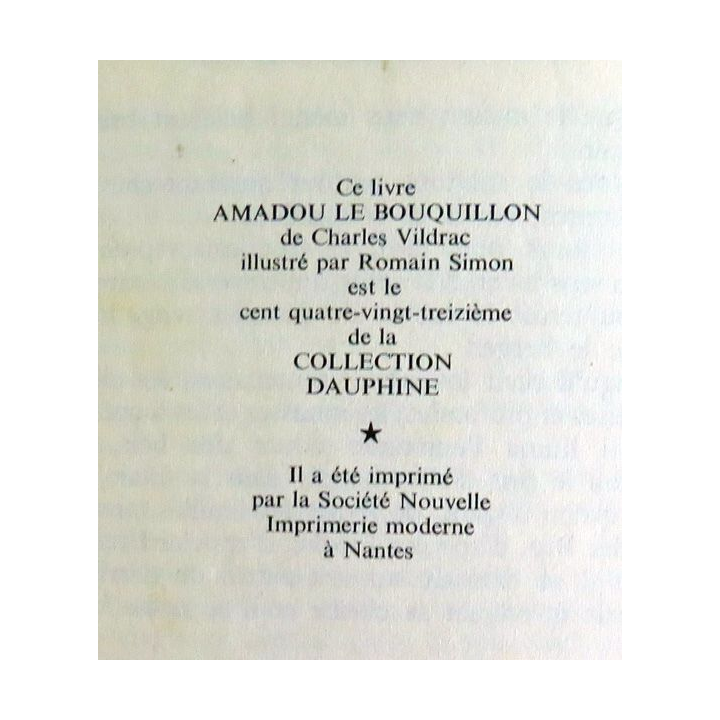 Ce livre
AMADOU LE BOUQUILLON
de Charles Vildrac
illustré par Romain Simon
est le
cent quatre-vingt-treizième
de la
COLLECTION
DAUPHINE
★
Il a été imprimé
par la Société Nouvelle
Imprimerie moderne
à Nantes